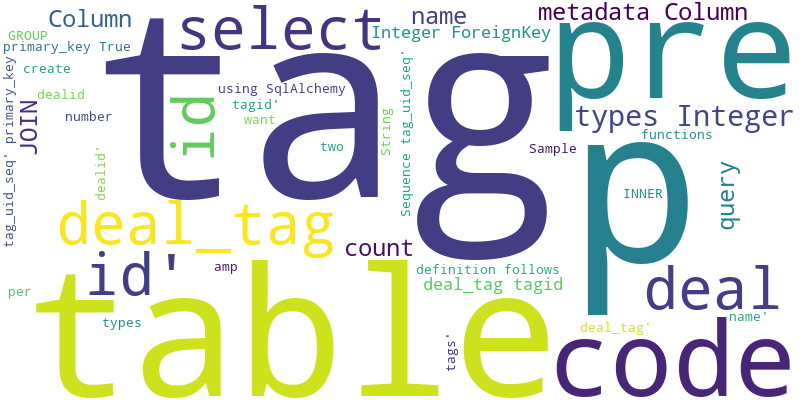 Column
select
name
metadata Column
GROUP
Integer ForeignKey
primary_key True
tag
pre
create
dealid
using SqlAlchemy
tagid'
id
types Integer
number
want
JOIN
String
functions
two
Sample
tag_uid_seq' primary_key
Sequence tag_uid_seq'
dealid'
p
INNER
query
deal_tag
count
id'
amp
definition follows
deal
deal_tag tagid
per
table
types
name'
deal_tag'
tags'
code